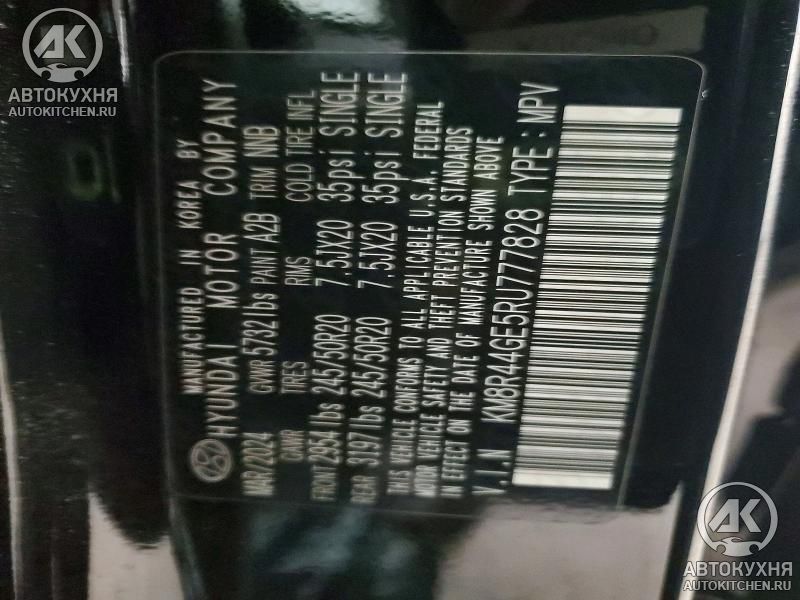 АВТОКУХНЯ
AUTOKITCHEN.RU
MANUFACTURED IN KOREA BY
HYUNDAI MOTOR COMPANY
MAR/2024 GVWR 5732lbs PAINT A2B TRIM NNB
GAWR TIRES RIMS COLD TIRE INFL
FRONT 2954lbs 245/50R20 7.5JX20 35psi SINGLE
REAR 3197lbs 245/50R20 7.5JX20 35psi SINGLE
THIS VEHICLE CONFORMS TO ALL APPLICABLE U.S.A. FEDERAL
MOTOR VEHICLE SAFETY AND THEFT PREVENTION STANDARDS
IN EFFECT ON THE DATE OF MANUFACTURE SHOWN ABOVE
V.I.N KM8R44GE5RU777828 TYPE : MPV
АВТОКУХНЯ
AUTOKITCHEN.RU